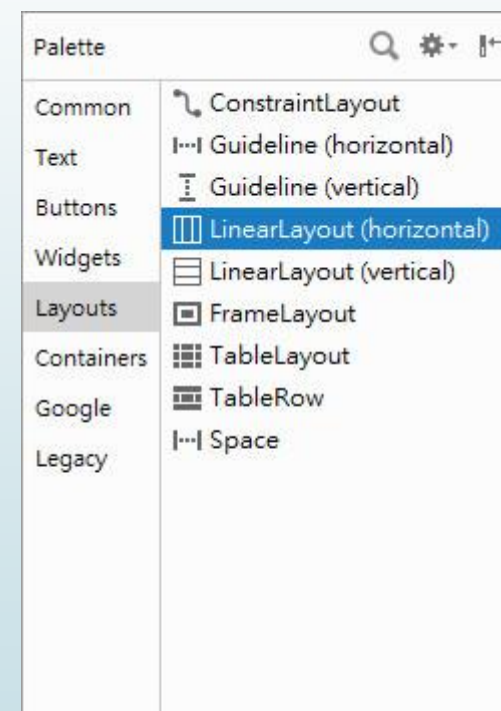 Palette
Common
Text
Buttons
Widgets
Layouts
Containers
Google
Legacy
ConstraintLayout
Guideline (horizontal)
Guideline (vertical)
LinearLayout (horizontal)
LinearLayout (vertical)
FrameLayout
TableLayout
TableRow
Space